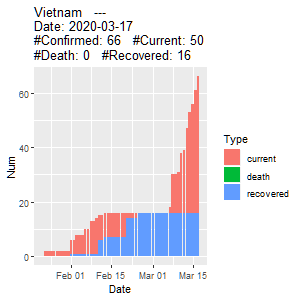 Vietnam ---
Date: 2020-03-17
#Confirmed: 66 #Current: 50
#Death: 0 #Recovered: 16
60
40
20
0
Num
Feb 01 Feb 15 Mar 01 Mar 15
Date
Type
current
death
recovered